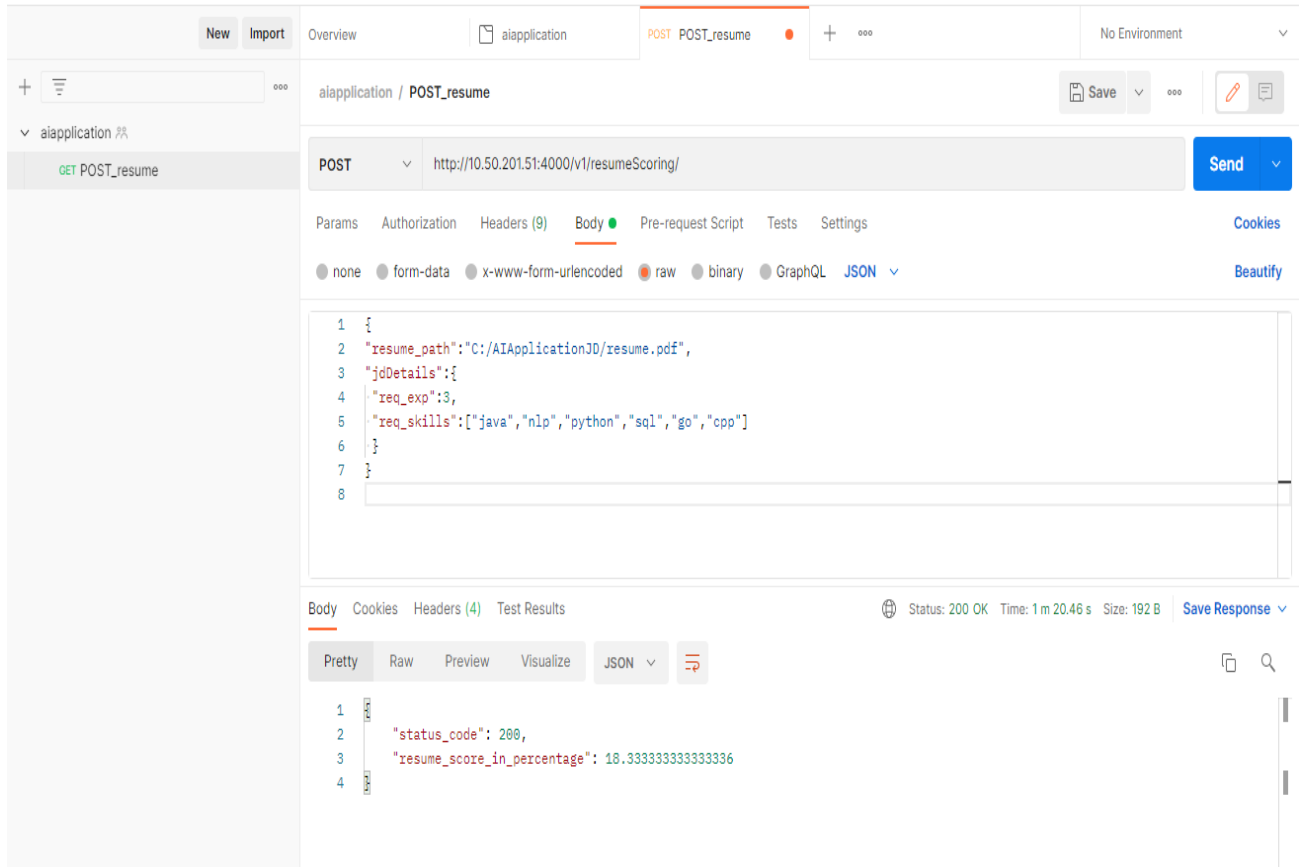 New Import Overview aiapplication POST POST_resume No Environment
aiapplication / POST_resume Save
aiapplication
GET POST_resume
POST http://10.50.201.51:4000/v1/resumeScoring/ Send
Params Authorization Headers (9) Body Pre-request Script Tests Settings Cookies
none form-data x-www-form-urlencoded raw binary GraphQL JSON Beautify
1 {
2 "resume_path":"C:/AIApplicationJD/resume.pdf",
3 "jdDetails":{
4 "req_exp":3,
5 "req_skills":["java","nlp","python","sql","go","cpp"]
6 }
7 }
8
Body Cookies Headers (4) Test Results Status: 200 OK Time: 1 m 20.46 s Size: 192 B Save Response
Pretty Raw Preview Visualize JSON
1 {
2 "status_code": 200,
3 "resume_score_in_percentage": 18.333333333333336
4 }